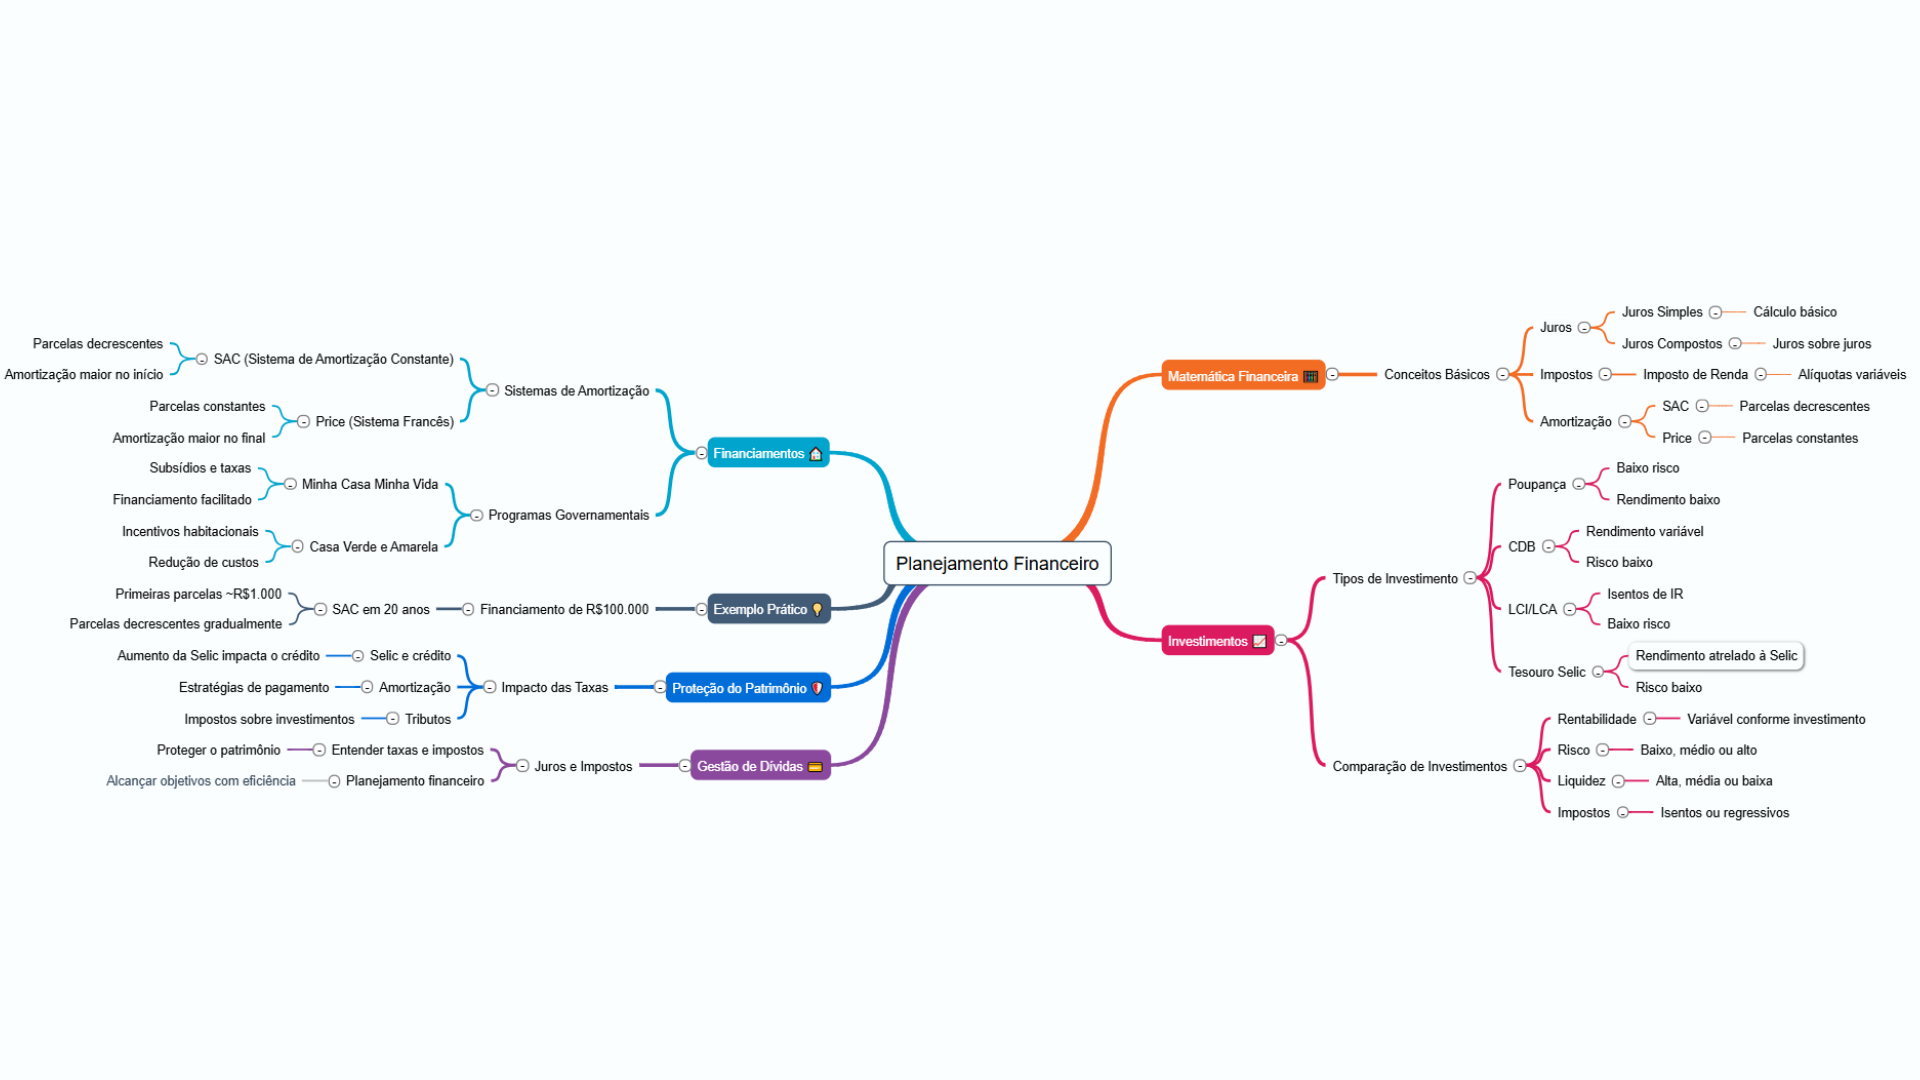 Planejamento Financeiro
Matemática Financeira
Conceitos Básicos
Juros
Juros Simples
Cálculo básico
Juros Compostos
Juros sobre juros
Impostos
Imposto de Renda
Alíquotas variáveis
Amortização
SAC
Parcelas decrescentes
Price
Parcelas constantes
Investimentos
Tipos de Investimento
Poupança
Baixo risco
Rendimento baixo
CDB
Rendimento variável
Risco baixo
LCI/LCA
Isentos de IR
Baixo risco
Tesouro Selic
Rendimento atrelado à Selic
Risco baixo
Comparação de Investimentos
Rentabilidade
Variável conforme investimento
Risco
Baixo, médio ou alto
Liquidez
Alta, média ou baixa
Impostos
Isentos ou regressivos
Financiamentos
Sistemas de Amortização
SAC (Sistema de Amortização Constante)
Parcelas decrescentes
Amortização maior no início
Price (Sistema Francês)
Parcelas constantes
Amortização maior no final
Programas Governamentais
Minha Casa Minha Vida
Subsídios e taxas
Financiamento facilitado
Casa Verde e Amarela
Incentivos habitacionais
Redução de custos
Exemplo Prático
Financiamento de R$100.000
SAC em 20 anos
Primeiras parcelas ~R$1.000
Parcelas decrescentes gradualmente
Proteção do Patrimônio
Impacto das Taxas
Selic e crédito
Aumento da Selic impacta o crédito
Amortização
Estratégias de pagamento
Tributos
Impostos sobre investimentos
Gestão de Dívidas
Juros e Impostos
Entender taxas e impostos
Proteger o patrimônio
Planejamento financeiro
Alcançar objetivos com eficiência